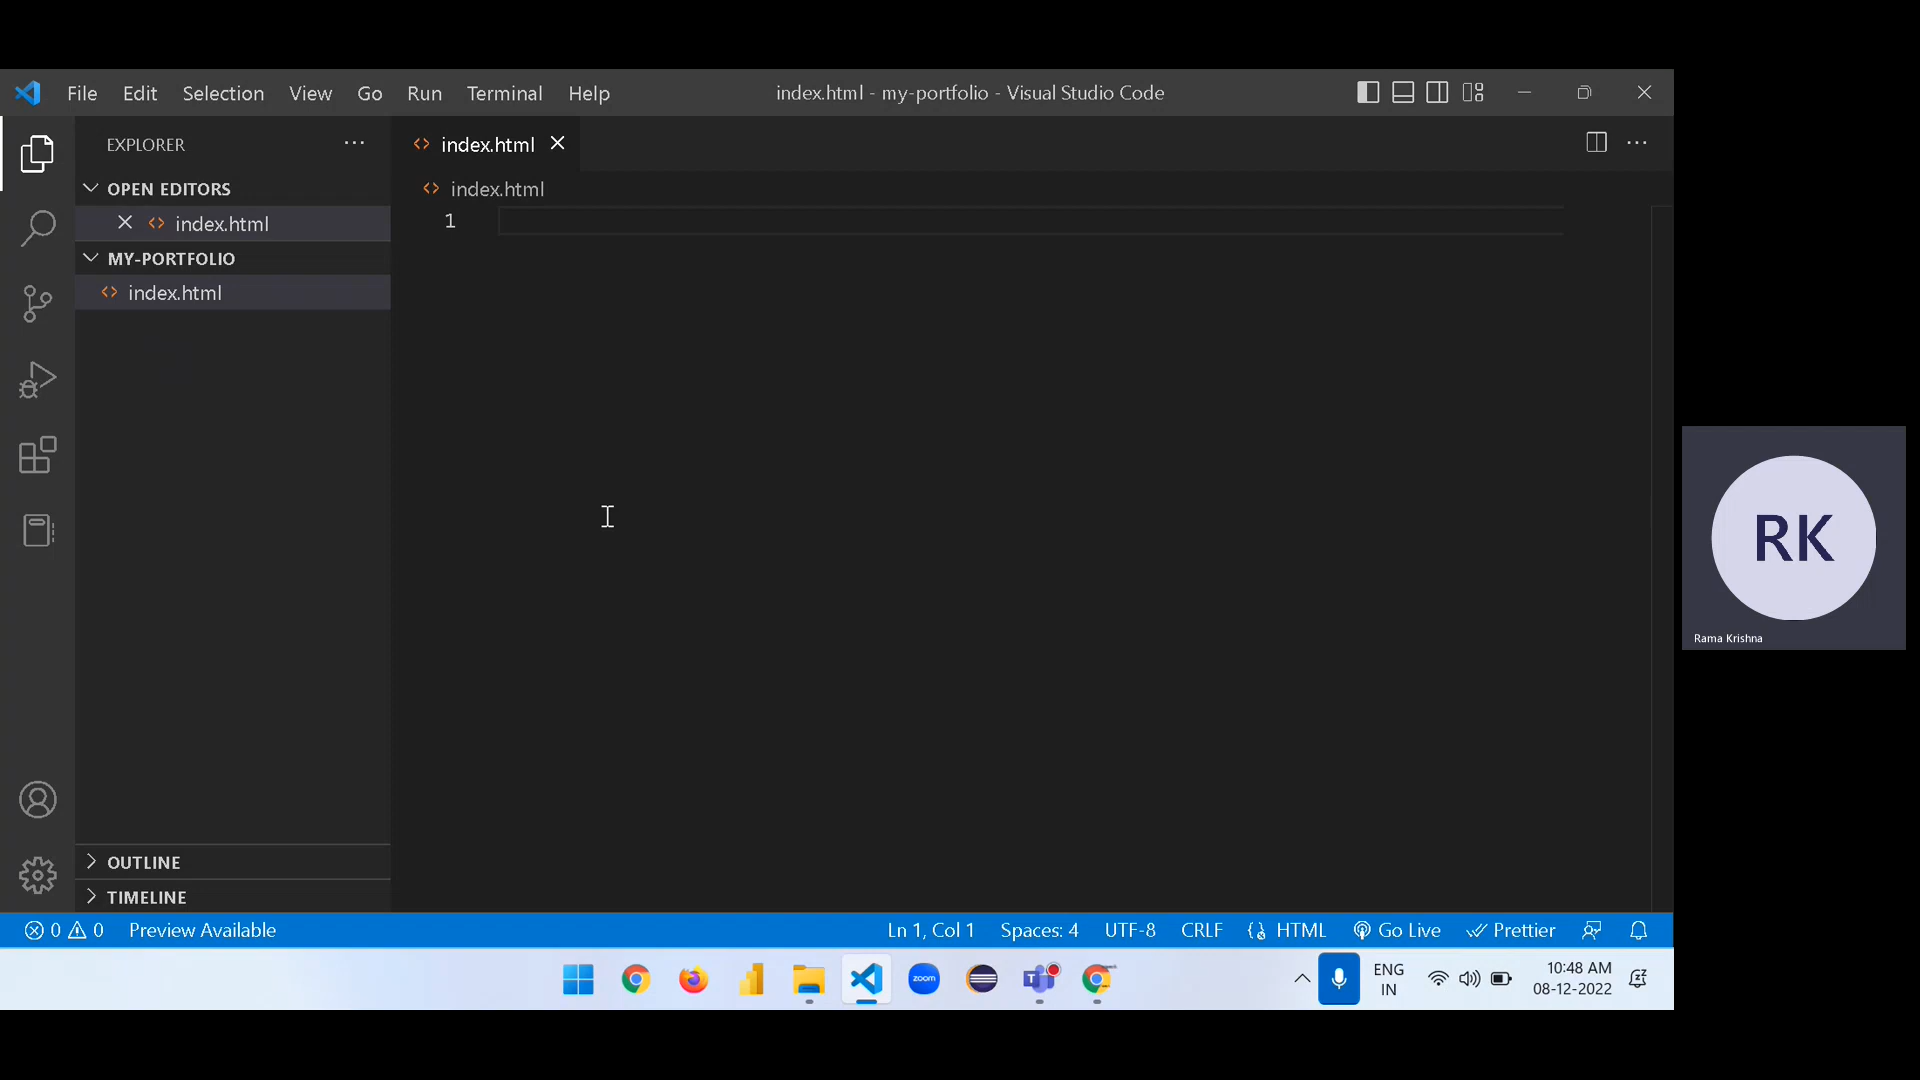 File Edit Selection View Go Run Terminal Help index.html - my-portfolio - Visual Studio Code
EXPLORER
index.html
OPEN EDITORS
index.html
index.html
1
MY-PORTFOLIO
index.html
RK
Rama Krishna
OUTLINE
TIMELINE
0 0 Preview Available Ln 1, Col 1 Spaces: 4 UTF-8 CRLF HTML Go Live Prettier
zoom
T
ENG
IN
10:48 AM
08-12-2022